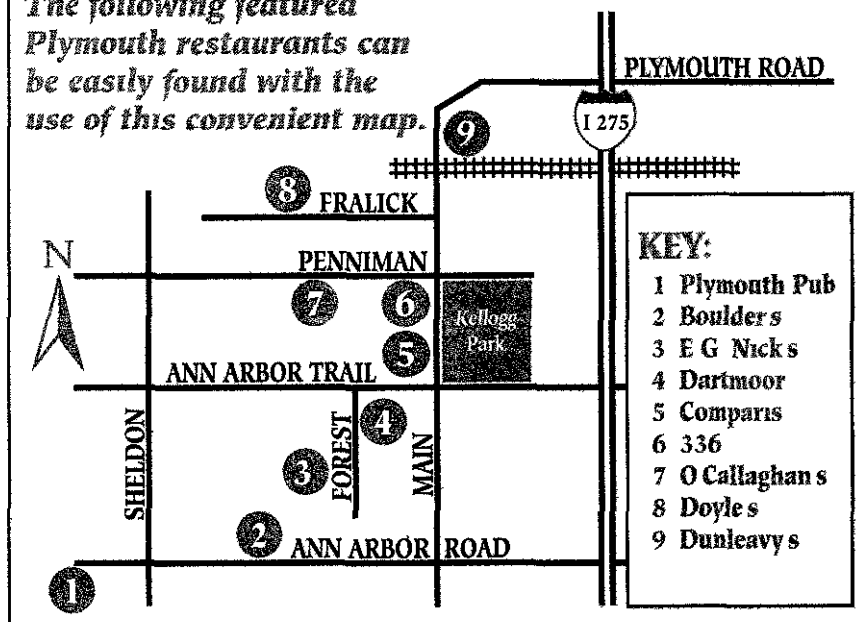 The following featured
Plymouth restaurants can
be easily found with the
use of this convenient map.
PLYMOUTH ROAD
I 275
9
8
FRALICK
N
PENNIMAN
7
6
Kellogg
Park
5
ANN ARBOR TRAIL
4
SHELDON
3
FOREST
MAIN
2
ANN ARBOR ROAD
1
KEY:
1 Plymouth Pub
2 Boulder s
3 E G Nick s
4 Dartmoor
5 Comparis
6 336
7 O Callaghan s
8 Doyle s
9 Dunleavy s